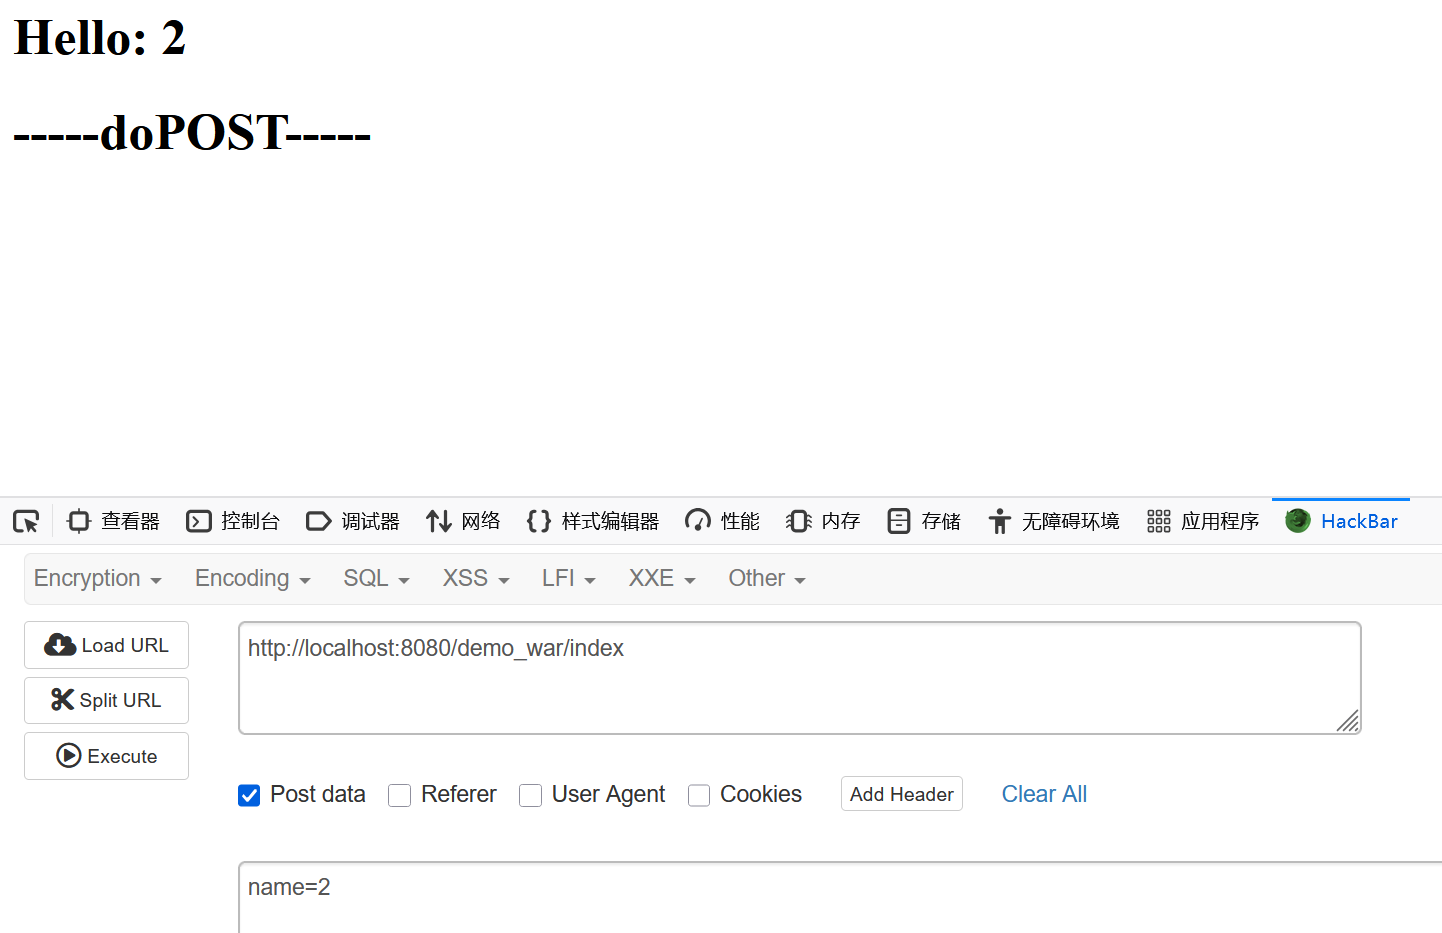 Hello: 2
-----doPOST-----
查看器 控制台 调试器 网络 样式编辑器 性能 内存 存储 无障碍环境 应用程序 HackBar
Encryption Encoding SQL XSS LFI XXE Other
Load URL
http://localhost:8080/demo_war/index
Split URL
Execute
Post data Referer User Agent Cookies Add Header Clear All
name=2